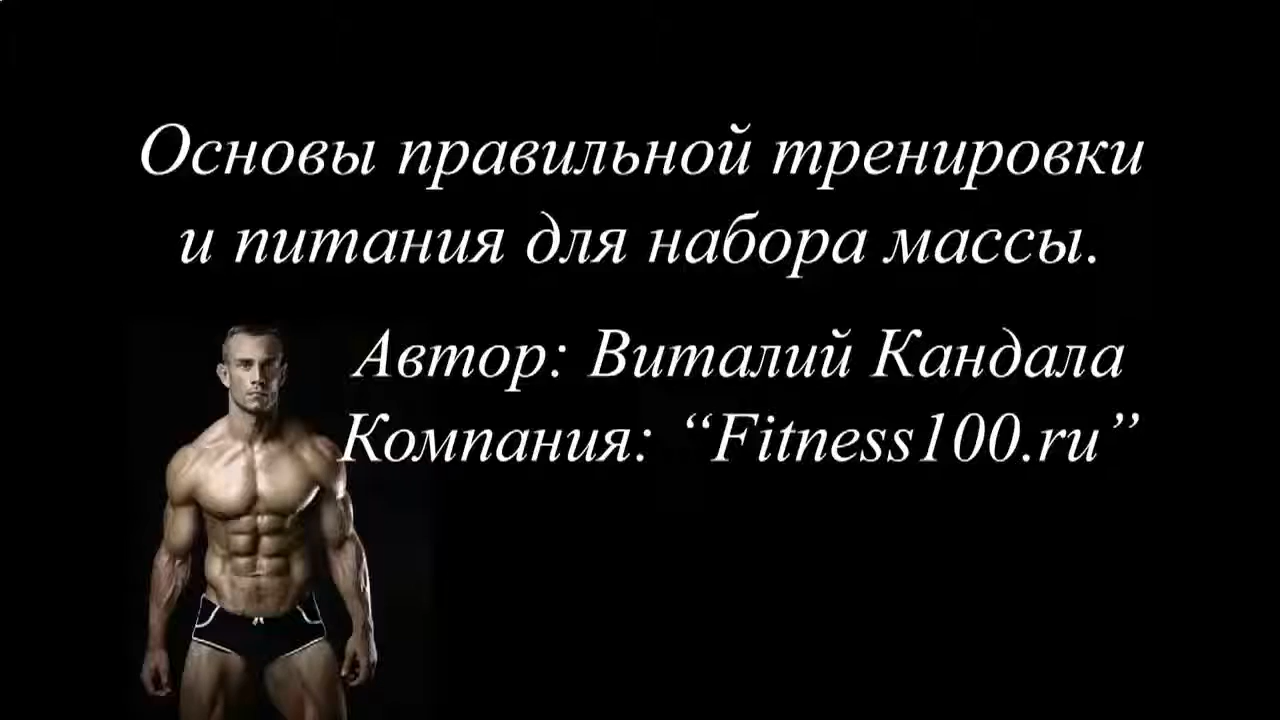 Основы правильной тренировки
и питания для набора массы.
Автор: Виталий Кандала
Компания: “Fitness100.ru”